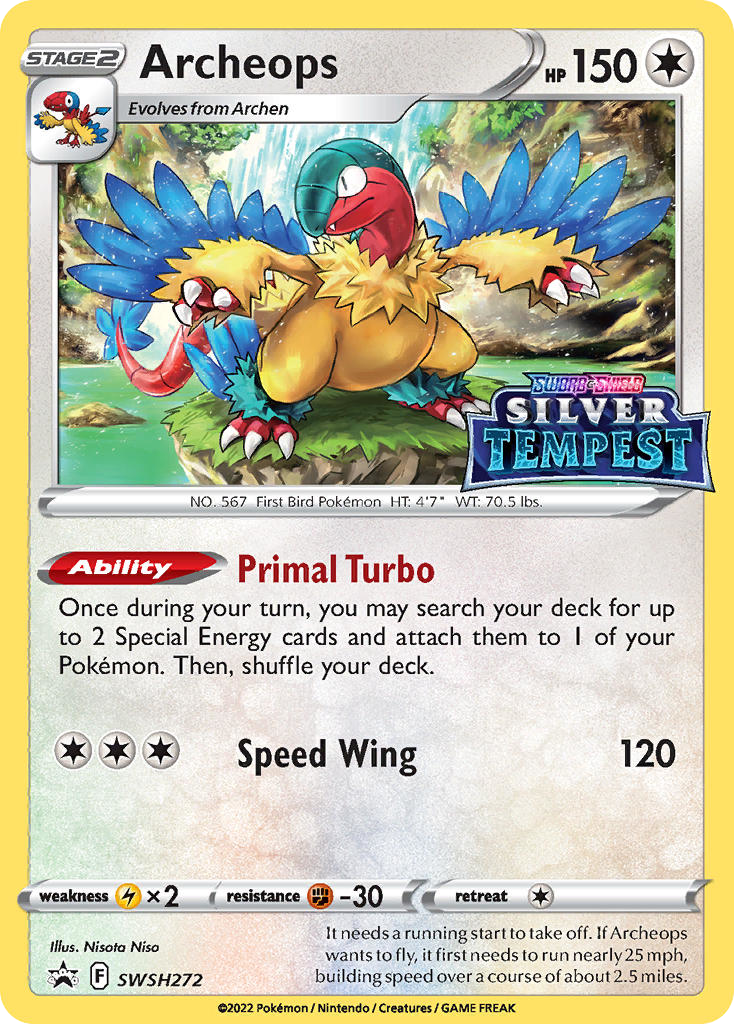 STAGE 2
Archeops
HP 150
Evolves from Archen
SWORD & SHIELD
SILVER
TEMPEST
NO. 567 First Bird Pokémon HT: 4'7" WT: 70.5 lbs.
Ability Primal Turbo
Once during your turn, you may search your deck for up
to 2 Special Energy cards and attach them to 1 of your
Pokémon. Then, shuffle your deck.
Speed Wing 120
weakness ×2 resistance -30 retreat
Illus. Nisota Niso
F SWSH272
It needs a running start to take off. If Archeops
wants to fly, it first needs to run nearly 25 mph,
building speed over a course of about 2.5 miles.
©2022 Pokémon / Nintendo / Creatures / GAME FREAK